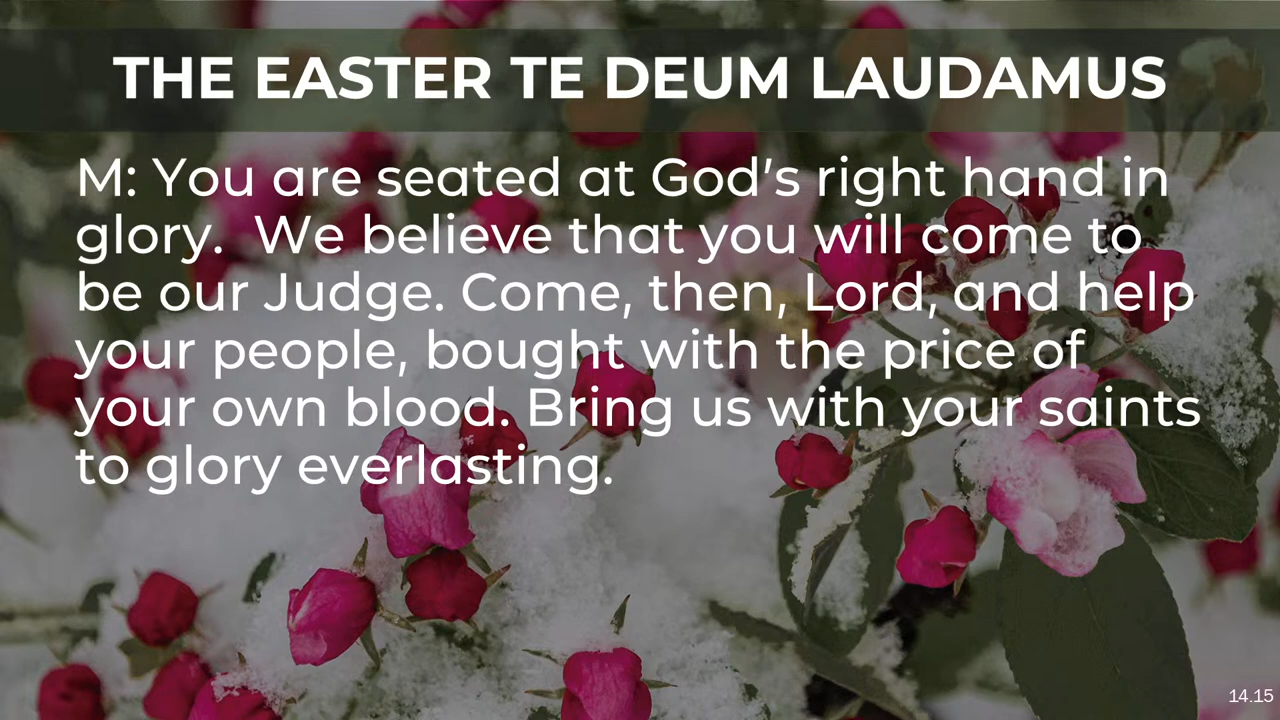 THE EASTER TE DEUM LAUDAMUS
M: You are seated at God's right hand in
glory.  We believe that you will come to
be our Judge. Come, then, Lord, and help
your people, bought with the price of
your own blood. Bring us with your saints
to glory everlasting.
14.15